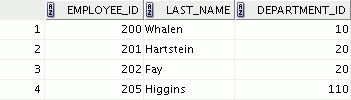 EMPLOYEE_ID LAST_NAME DEPARTMENT_ID
1 200 Whalen 10
2 201 Hartstein 20
3 202 Fay 20
4 205 Higgins 110